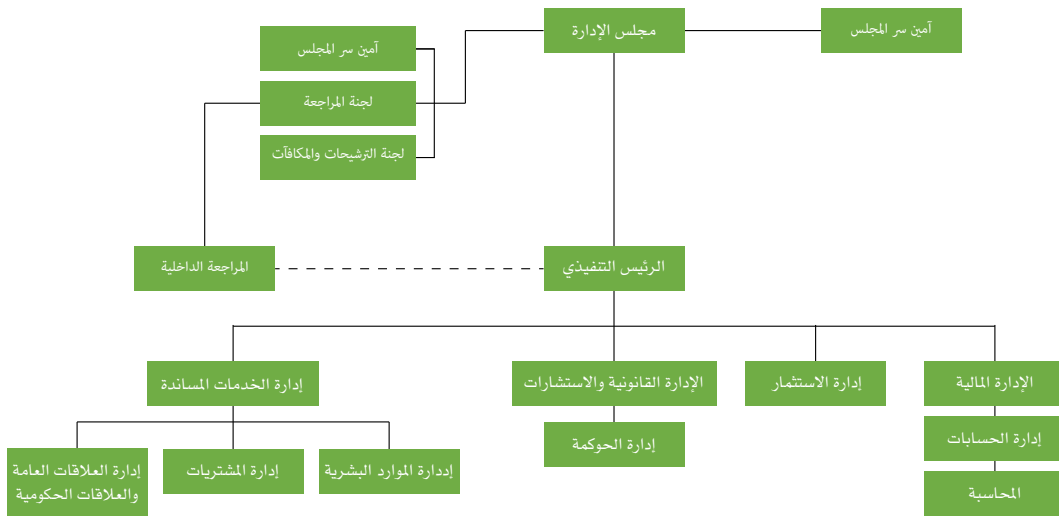 مجلس الإدارة
آمين سر المجلس
آمين سر المجلس
لجنة المراجعة
لجنة الترشيحات والمكافآت
الرئيس التنفيذي
المراجعة الداخلية
الإدارة المالية
إدارة الاستثمار
الإدارة القانونية والاستشارات
إدارة الخدمات المساندة
إدارة الحسابات
المحاسبة
إدارة الحوكمة
إددارة الموارد البشرية
إدارة المشتريات
إدارة العلاقات العامة
والعلاقات الحكومية